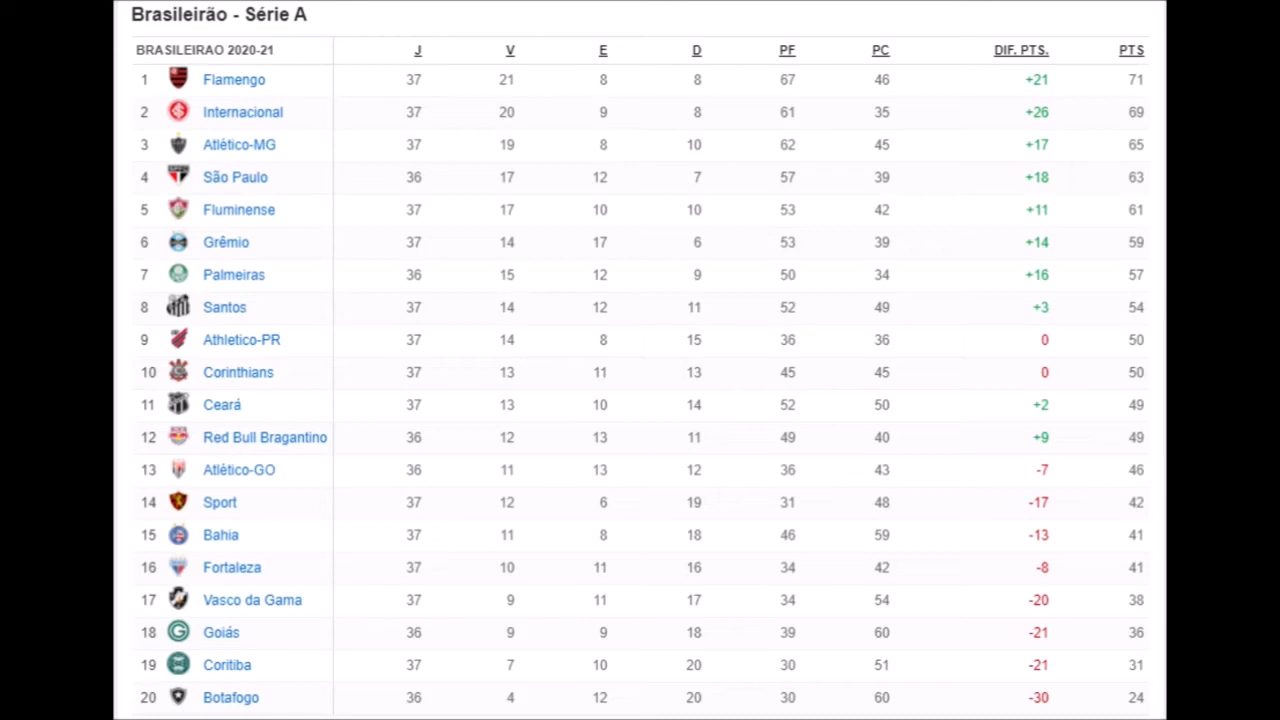 Brasileirão - Série A
BRASILEIRAO 2020-21 J V E D PF PC DIF. PTS. PTS
1 Flamengo 37 21 8 8 67 46 +21 71
2 Internacional 37 20 9 8 61 35 +26 69
3 Atlético-MG 37 19 8 10 62 45 +17 65
4 São Paulo 36 17 12 7 57 39 +18 63
5 Fluminense 37 17 10 10 53 42 +11 61
6 Grêmio 37 14 17 6 53 39 +14 59
7 Palmeiras 36 15 12 9 50 34 +16 57
8 Santos 37 14 12 11 52 49 +3 54
9 Athletico-PR 37 14 8 15 36 36 0 50
10 Corinthians 37 13 11 13 45 45 0 50
11 Ceará 37 13 10 14 52 50 +2 49
12 Red Bull Bragantino 36 12 13 11 49 40 +9 49
13 Atlético-GO 36 11 13 12 36 43 -7 46
14 Sport 37 12 6 19 31 48 -17 42
15 Bahia 37 11 8 18 46 59 -13 41
16 Fortaleza 37 10 11 16 34 42 -8 41
17 Vasco da Gama 37 9 11 17 34 54 -20 38
18 Goiás 36 9 9 18 39 60 -21 36
19 Coritiba 37 7 10 20 30 51 -21 31
20 Botafogo 36 4 12 20 30 60 -30 24